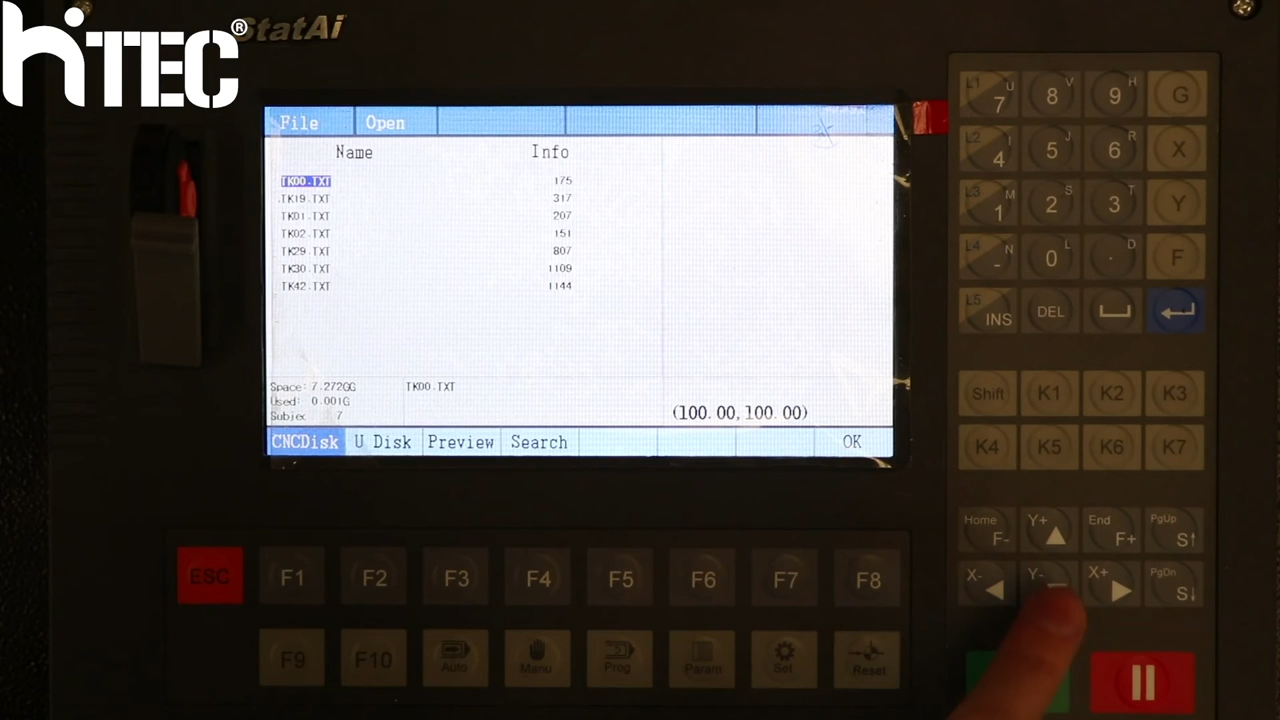 hiTEC®
StatAi
File Open
Name Info
TK00.TXT 175
TK19.TXT 317
TK01.TXT 207
TK02.TXT 151
TK29.TXT 807
TK30.TXT 1109
TK42.TXT 1144
Space: 7.272GG TK00.TXT
Used: 0.001G
Subjec 7
(100.00,100.00)
CNCDisk U Disk Preview Search OK
L1 7 U 8 V 9 H G
L2 4 I 5 J 6 R X
L3 1 M 2 S 3 T Y
L4 - N 0 L . D F
L5 INS DEL
Shift K1 K2 K3
K4 K5 K6 K7
Home F- Y+ End F+ PgUp S↑
X- Y- X+ PgDn S↓
ESC F1 F2 F3 F4 F5 F6 F7 F8
F9 F10 Auto Manu Prog Param Set Reset